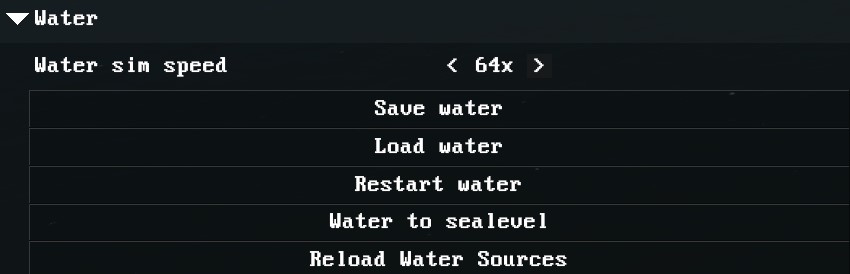 Water
Water sim speed < 64x >
Save water
Load water
Restart water
Water to sealevel
Reload Water Sources